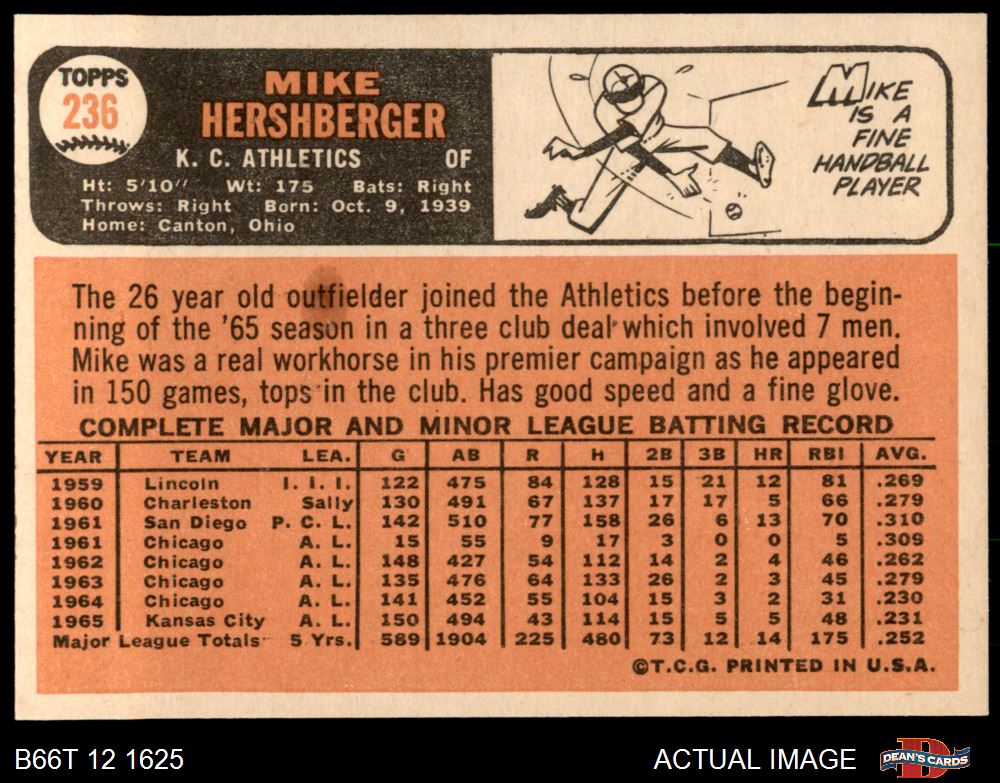 TOPPS
236
MIKE
HERSHBERGER
K. C. ATHLETICS OF
Ht: 5'10" Wt: 175 Bats: Right
Throws: Right Born: Oct. 9, 1939
Home: Canton, Ohio
MIKE
IS A
FINE
HANDBALL
PLAYER
The 26 year old outfielder joined the Athletics before the begin-
ning of the '65 season in a three club deal which involved 7 men.
Mike was a real workhorse in his premier campaign as he appeared
in 150 games, tops in the club. Has good speed and a fine glove.
COMPLETE MAJOR AND MINOR LEAGUE BATTING RECORD
YEAR TEAM LEA. G AB R H 2B 3B HR RBI AVG.
1959 Lincoln I. I. I. 122 475 84 128 15 21 12 81 .269
1960 Charleston Sally 130 491 67 137 17 17 5 66 .279
1961 San Diego P. C. L. 142 510 77 158 26 6 13 70 .310
1961 Chicago A. L. 15 55 9 17 3 0 0 5 .309
1962 Chicago A. L. 148 427 54 112 14 2 4 46 .262
1963 Chicago A. L. 135 476 64 133 26 2 3 45 .279
1964 Chicago A. L. 141 452 55 104 15 3 2 31 .230
1965 Kansas City A. L. 150 494 43 114 15 5 5 48 .231
Major League Totals 5 Yrs. 589 1904 225 480 73 12 14 175 .252
©T.C.G. PRINTED IN U.S.A.
B66T 12 1625 ACTUAL IMAGE DEAN'S CARDS